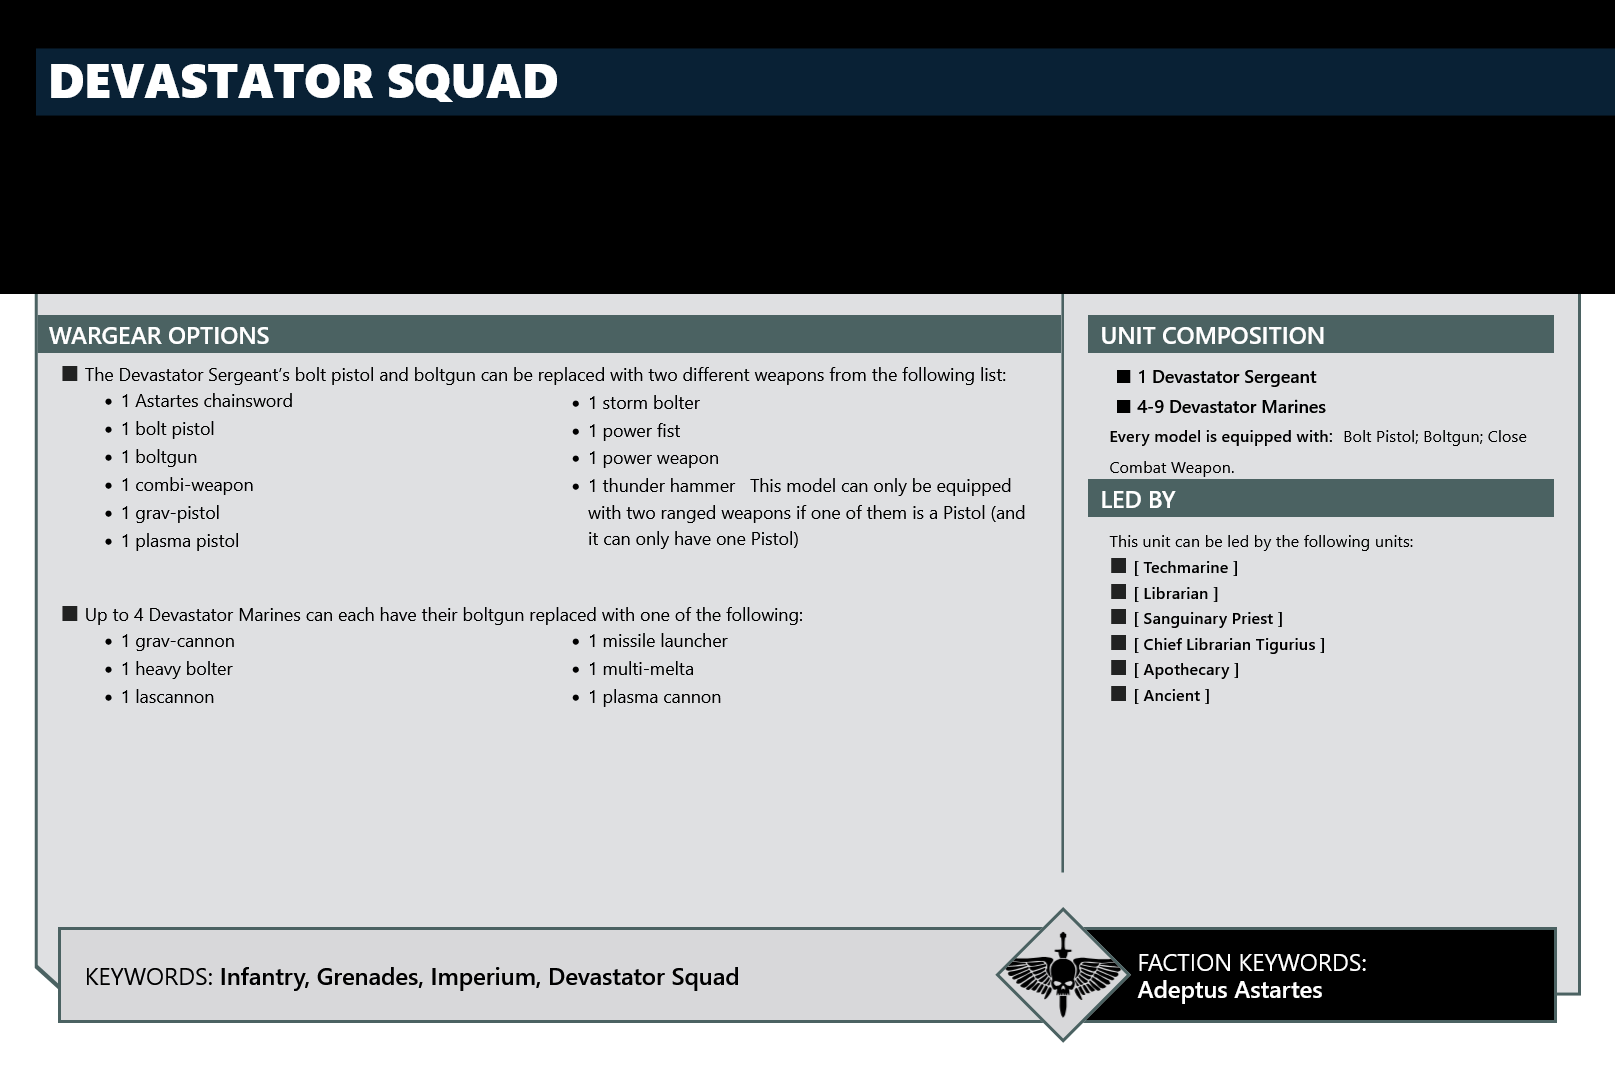 DEVASTATOR SQUAD
WARGEAR OPTIONS
The Devastator Sergeant's bolt pistol and boltgun can be replaced with two different weapons from the following list:
1 Astartes chainsword
1 bolt pistol
1 boltgun
1 combi-weapon
1 grav-pistol
1 plasma pistol
1 storm bolter
1 power fist
1 power weapon
1 thunder hammer This model can only be equipped
with two ranged weapons if one of them is a Pistol (and
it can only have one Pistol)
Up to 4 Devastator Marines can each have their boltgun replaced with one of the following:
1 grav-cannon
1 heavy bolter
1 lascannon
1 missile launcher
1 multi-melta
1 plasma cannon
UNIT COMPOSITION
1 Devastator Sergeant
4-9 Devastator Marines
Every model is equipped with: Bolt Pistol; Boltgun; Close
Combat Weapon.
LED BY
This unit can be led by the following units:
[ Techmarine ]
[ Librarian ]
[ Sanguinary Priest ]
[ Chief Librarian Tigurius ]
[ Apothecary ]
[ Ancient ]
KEYWORDS: Infantry, Grenades, Imperium, Devastator Squad
FACTION KEYWORDS:
Adeptus Astartes